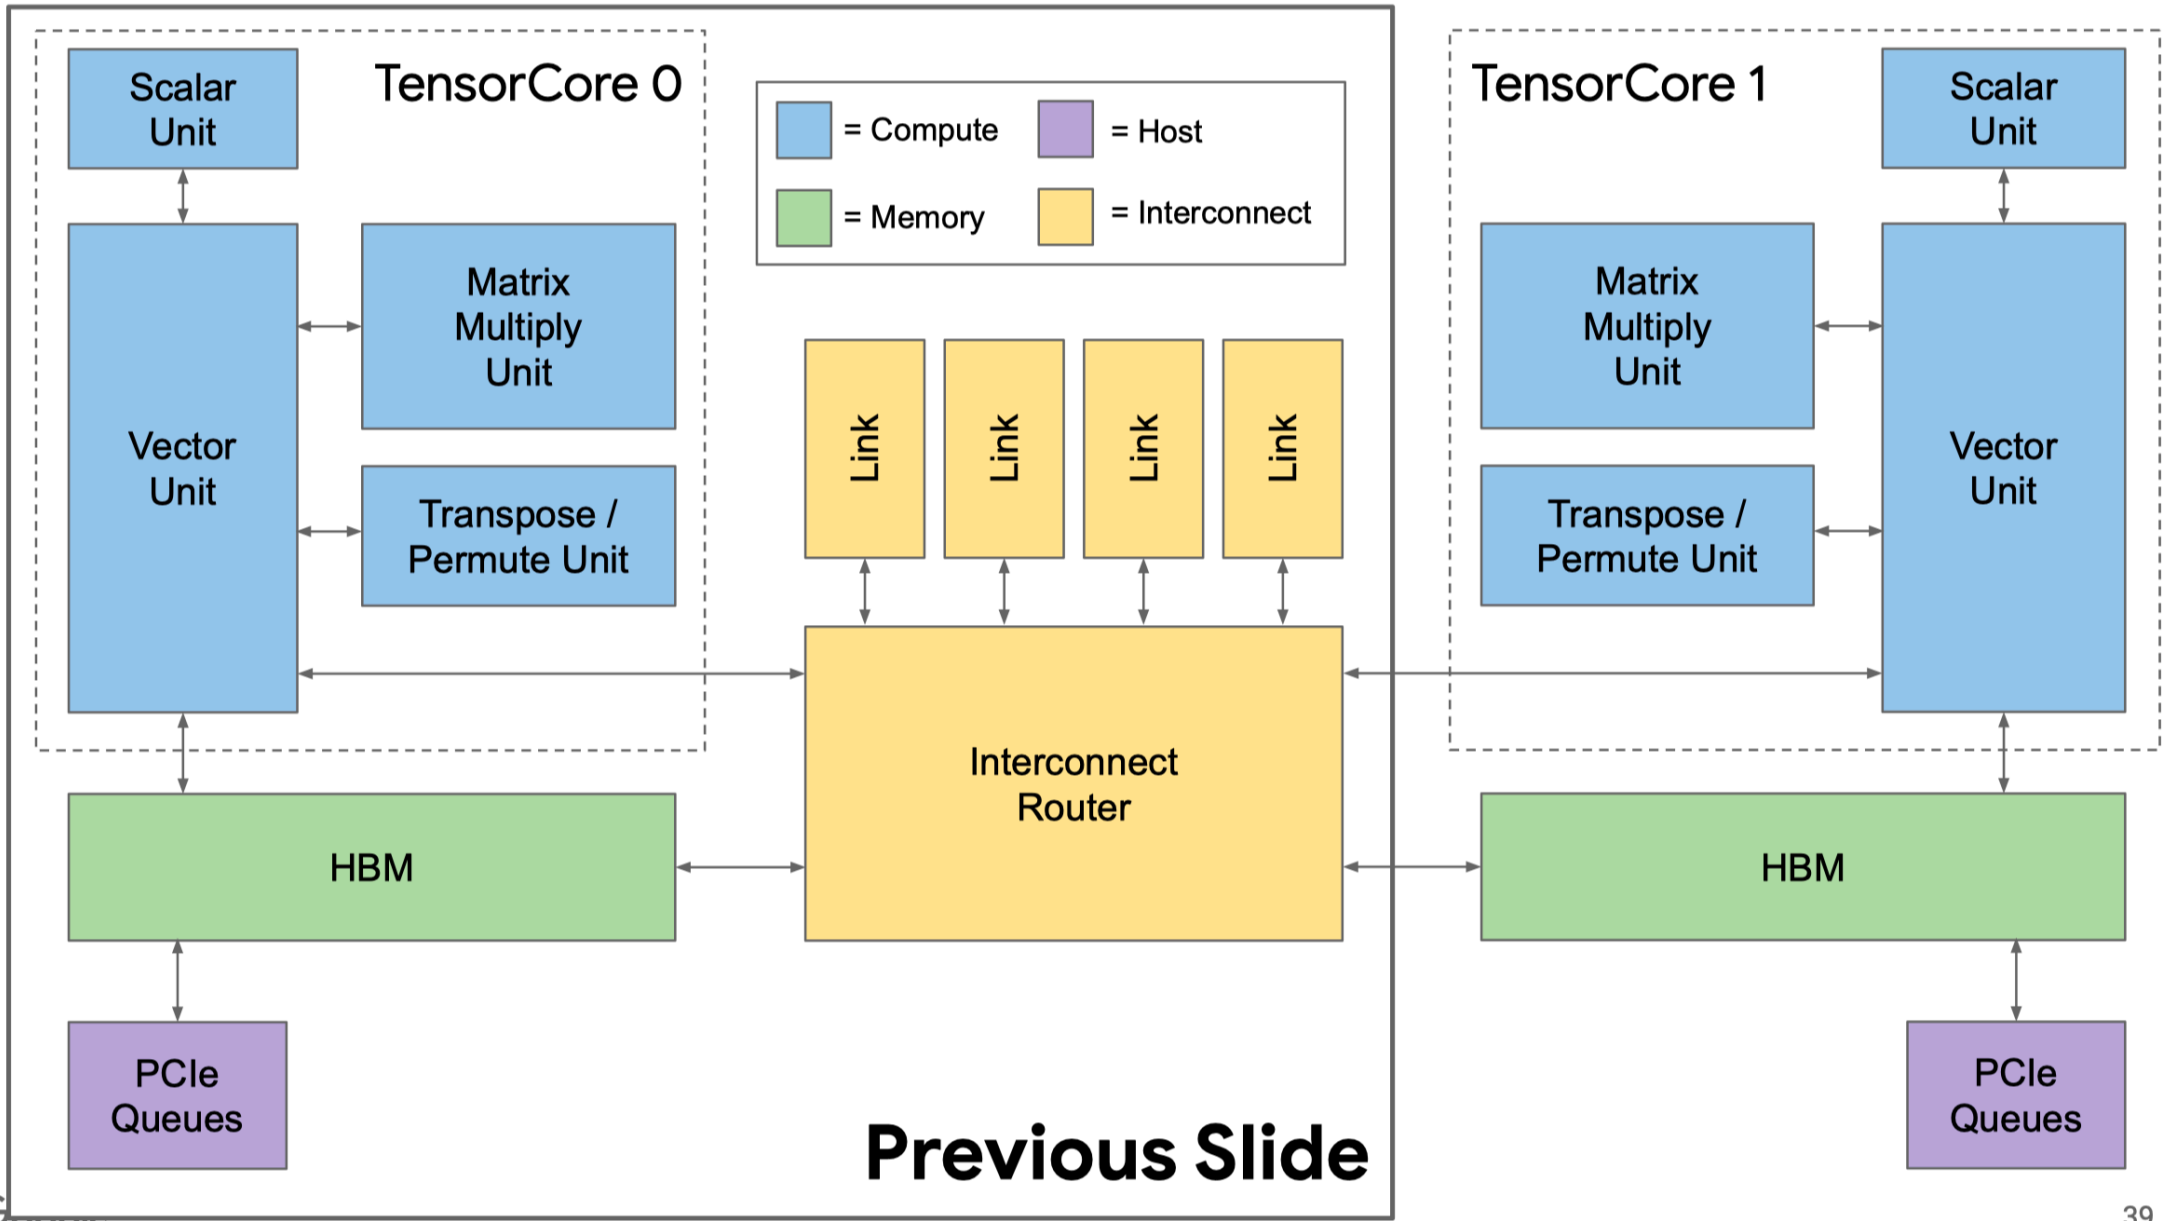 Scalar
Unit
TensorCore 0
= Compute
= Host
= Memory
= Interconnect
TensorCore 1
Scalar
Unit
Vector
Unit
Matrix
Multiply
Unit
Transpose /
Permute Unit
Link
Link
Link
Link
Matrix
Multiply
Unit
Transpose /
Permute Unit
Vector
Unit
Interconnect
Router
HBM
HBM
PCIe
Queues
PCIe
Queues
Previous Slide
39